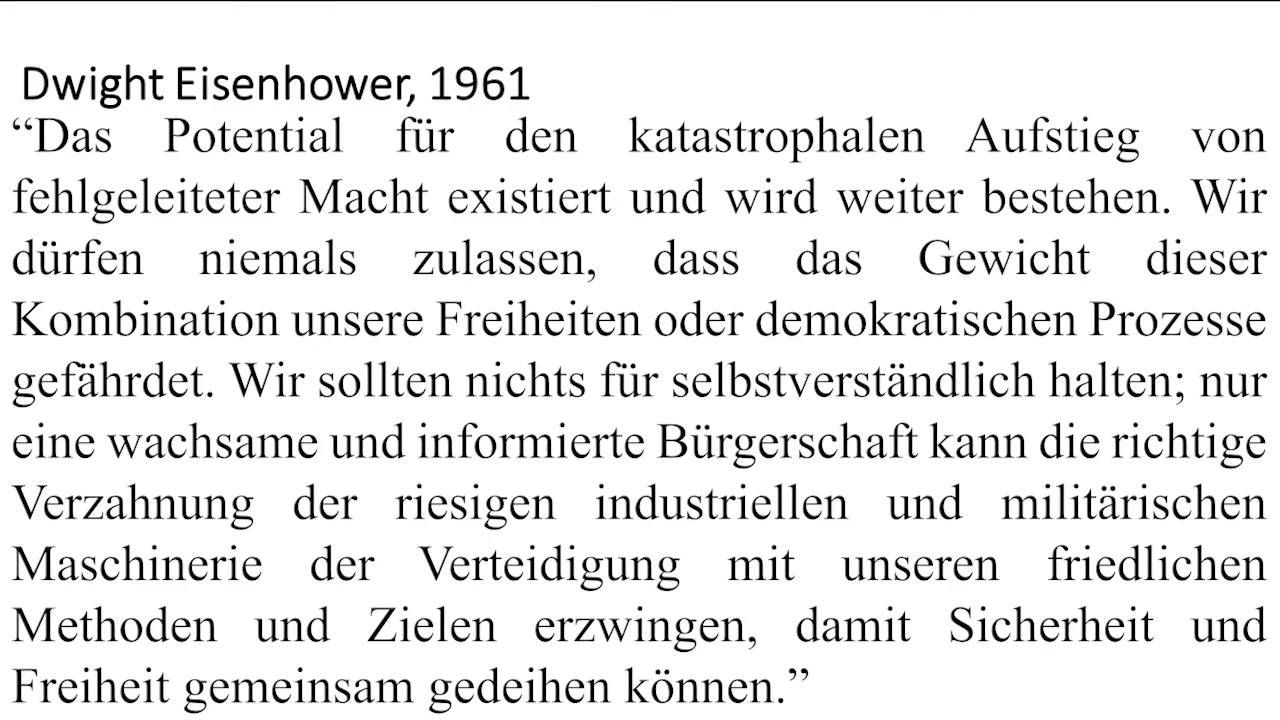 Dwight Eisenhower, 1961
“Das Potential für den katastrophalen Aufstieg von
fehlgeleiteter Macht existiert und wird weiter bestehen. Wir
dürfen niemals zulassen, dass das Gewicht dieser
Kombination unsere Freiheiten oder demokratischen Prozesse
gefährdet. Wir sollten nichts für selbstverständlich halten; nur
eine wachsame und informierte Bürgerschaft kann die richtige
Verzahnung der riesigen industriellen und militärischen
Maschinerie der Verteidigung mit unseren friedlichen
Methoden und Zielen erzwingen, damit Sicherheit und
Freiheit gemeinsam gedeihen können.”